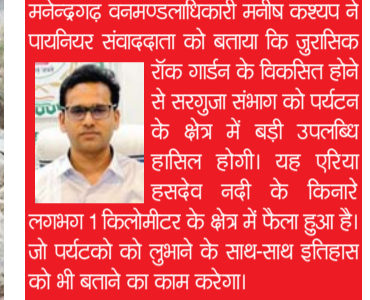 मनेन्द्रगढ़ वनमण्डलाधिकारी मनीष कश्यप ने
पायनियर संवाददाता को बताया कि जुरासिक
रॉक गार्डन के विकसित होने
से सरगुजा संभाग को पर्यटन
के क्षेत्र में बड़ी उपलब्धि
हासिल होगी। यह एरिया
हसदेव नदी के किनारे
लगभग 1 किलोमीटर के क्षेत्र में फैला हुआ है।
जो पर्यटको को लुभाने के साथ-साथ इतिहास
को भी बताने का काम करेगा।